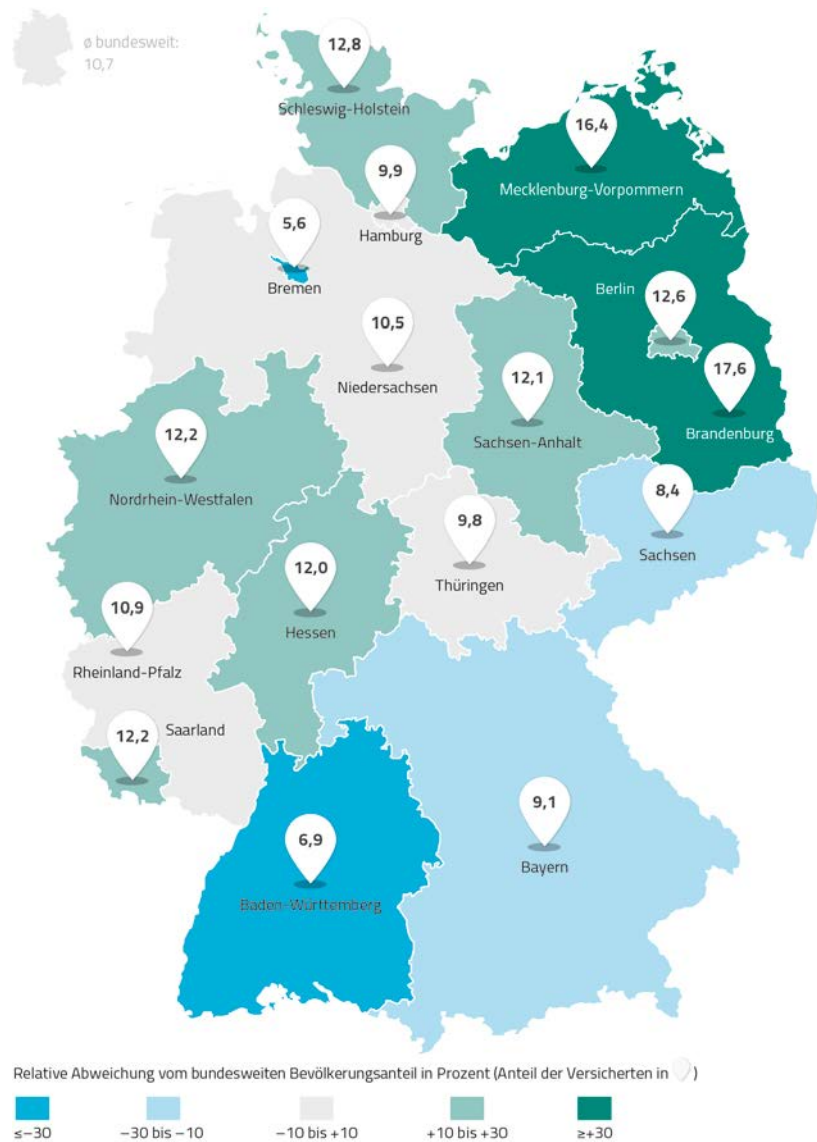 ø bundesweit:
10,7
12,8
Schleswig-Holstein
16,4
Mecklenburg-Vorpommern
9,9
Hamburg
5,6
Bremen
Berlin
12,6
10,5
Niedersachsen
12,1
Sachsen-Anhalt
17,6
Brandenburg
12,2
Nordrhein-Westfalen
8,4
Sachsen
9,8
Thüringen
12,0
Hessen
10,9
Rheinland-Pfalz
Saarland
12,2
9,1
Bayern
6,9
Baden-Württemberg
Relative Abweichung vom bundesweiten Bevölkerungsanteil in Prozent (Anteil der Versicherten in )
≤−30
−30 bis −10
−10 bis +10
+10 bis +30
≥+30